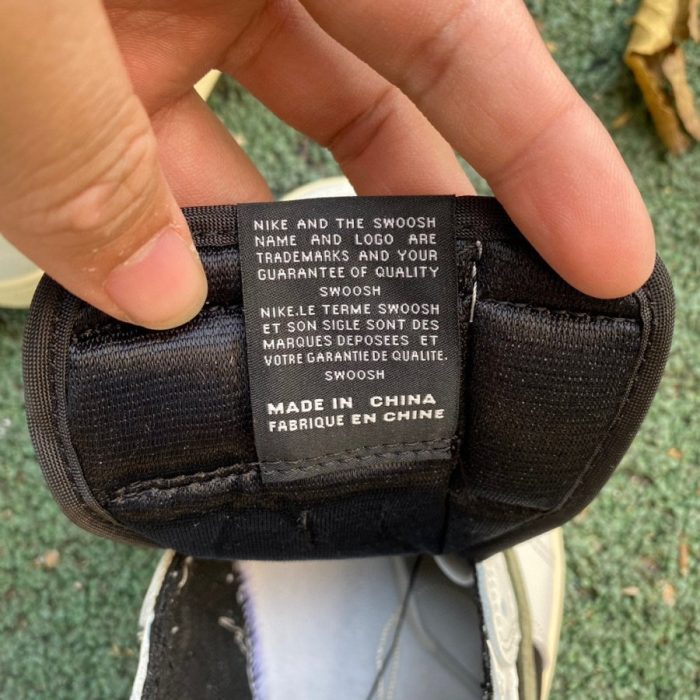 NIKE AND THE SWOOSH
NAME AND LOGO ARE
TRADEMARKS AND YOUR
GUARANTEE OF QUALITY
SWOOSH
NIKE.LE TERME SWOOSH
ET SON SIGLE SONT DES
MARQUES DEPOSEES ET
VOTRE GARANTIE DE QUALITE.
SWOOSH
MADE IN CHINA
FABRIQUE EN CHINE